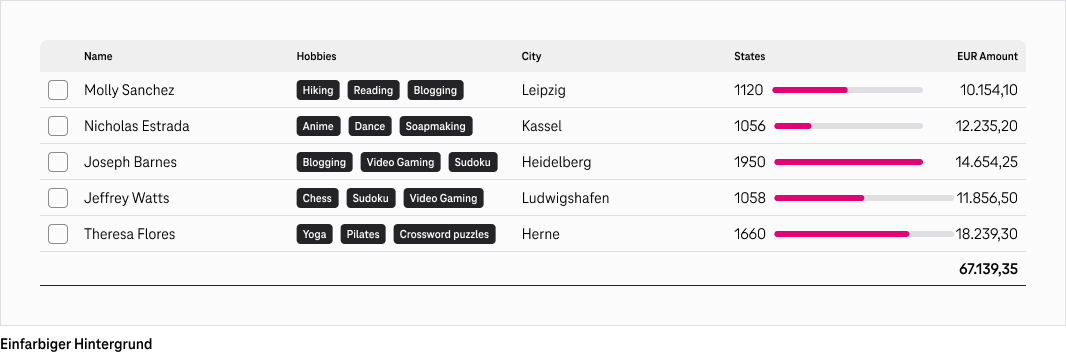 Name Hobbies City States EUR Amount
Molly Sanchez Hiking Reading Blogging Leipzig 1120 10.154,10
Nicholas Estrada Anime Dance Soapmaking Kassel 1056 12.235,20
Joseph Barnes Blogging Video Gaming Sudoku Heidelberg 1950 14.654,25
Jeffrey Watts Chess Sudoku Video Gaming Ludwigshafen 1058 11.856,50
Theresa Flores Yoga Pilates Crossword puzzles Herne 1660 18.239,30
67.139,35
Einfarbiger Hintergrund